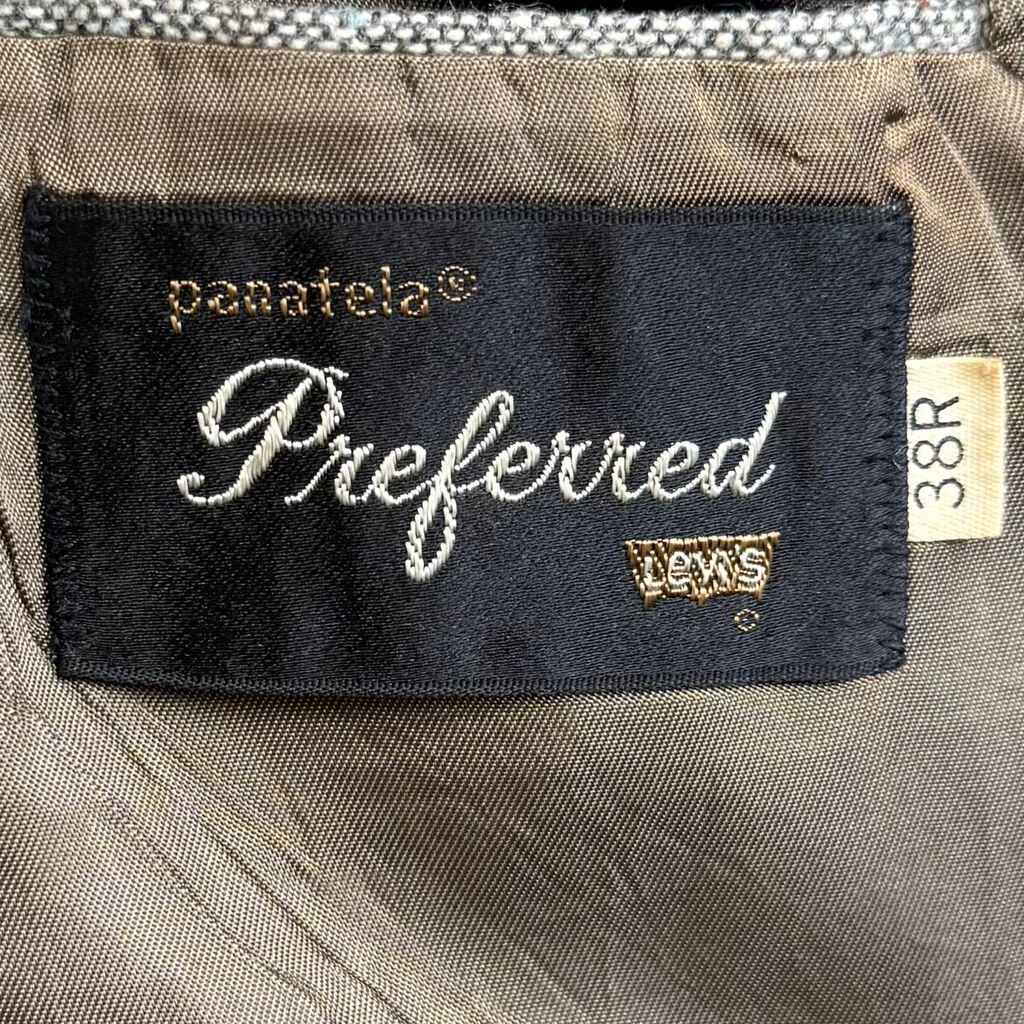 panatela®
Preferred
Levi's
®
38R